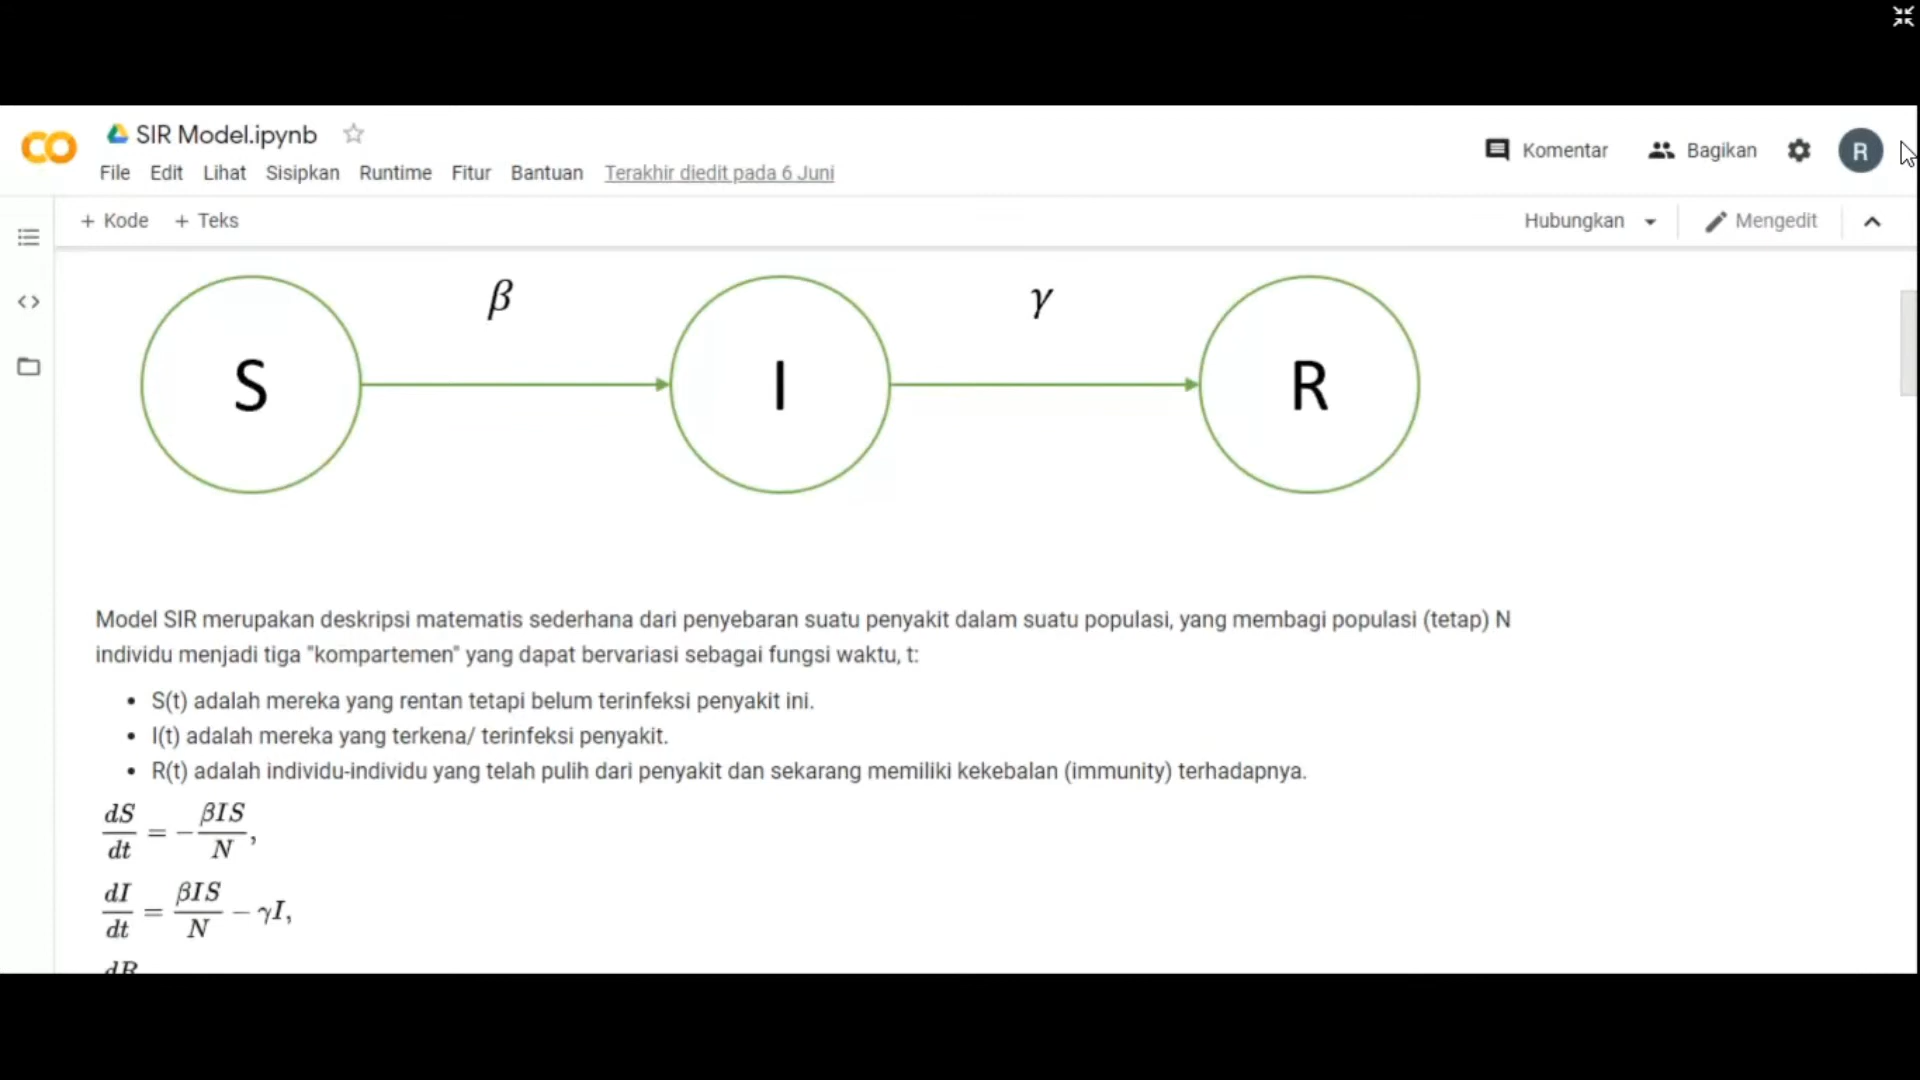 SIR Model.ipynb
File Edit Lihat Sisipkan Runtime Fitur Bantuan Terakhir diedit pada 6 Juni
Komentar Bagikan R
+ Kode + Teks
Hubungkan Mengedit
β γ
S I R
Model SIR merupakan deskripsi matematis sederhana dari penyebaran suatu penyakit dalam suatu populasi, yang membagi populasi (tetap) N
individu menjadi tiga "kompartemen" yang dapat bervariasi sebagai fungsi waktu, t:
• S(t) adalah mereka yang rentan tetapi belum terinfeksi penyakit ini.
• I(t) adalah mereka yang terkena/ terinfeksi penyakit.
• R(t) adalah individu-individu yang telah pulih dari penyakit dan sekarang memiliki kekebalan (immunity) terhadapnya.
dS/dt = −βIS/N,
dI/dt = βIS/N − γI,
dR